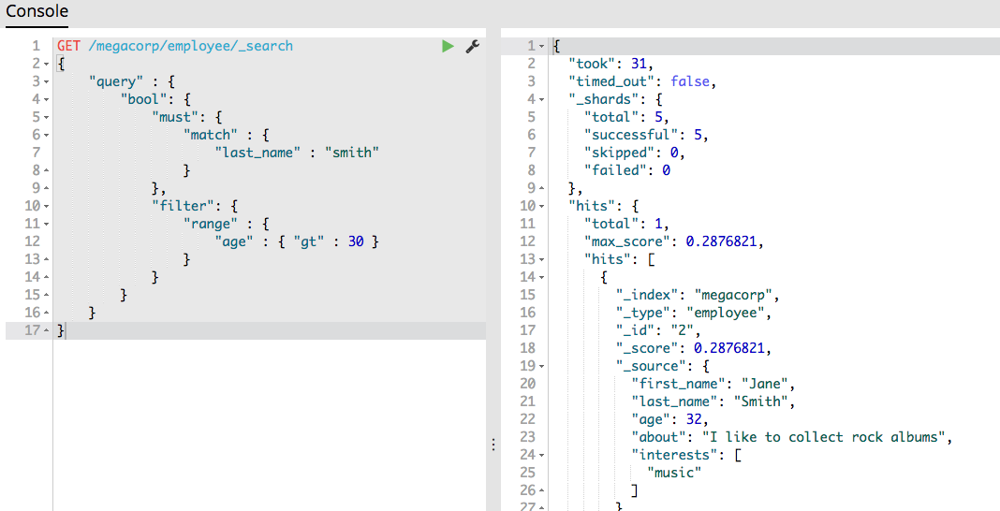 Console
1 GET /megacorp/employee/_search
2 {
3 "query" : {
4 "bool": {
5 "must": {
6 "match" : {
7 "last_name" : "smith"
8 }
9 },
10 "filter": {
11 "range" : {
12 "age" : { "gt" : 30 }
13 }
14 }
15 }
16 }
17 }
1 {
2 "took": 31,
3 "timed_out": false,
4 "_shards": {
5 "total": 5,
6 "successful": 5,
7 "skipped": 0,
8 "failed": 0
9 },
10 "hits": {
11 "total": 1,
12 "max_score": 0.2876821,
13 "hits": [
14 {
15 "_index": "megacorp",
16 "_type": "employee",
17 "_id": "2",
18 "_score": 0.2876821,
19 "_source": {
20 "first_name": "Jane",
21 "last_name": "Smith",
22 "age": 32,
23 "about": "I like to collect rock albums",
24 "interests": [
25 "music"
26 ]
27 }